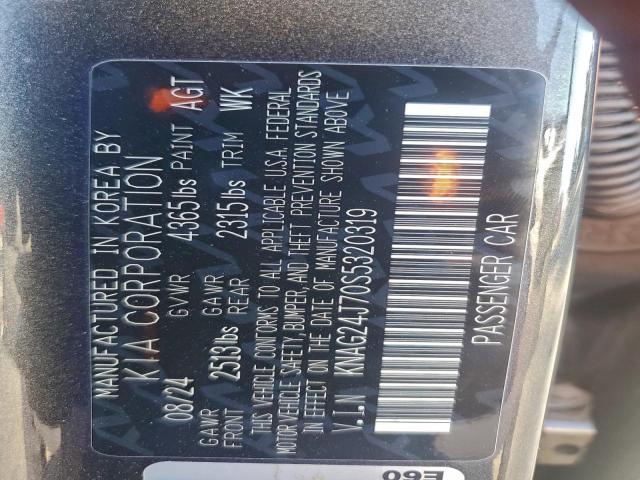 MANUFACTURED IN KOREA BY
KIA CORPORATION
08/24 GVWR 4365lbs PAINT AGT
GAWR FRONT 2513lbs GAWR REAR 2315lbs TRIM WK
THIS VEHICLE CONFORMS TO ALL APPLICABLE U.S.A. FEDERAL
MOTOR VEHICLE SAFETY, BUMPER, AND THEFT PREVENTION STANDARDS
IN EFFECT ON THE DATE OF MANUFACTURE SHOWN ABOVE
V.I.N KNAG24J70S5320319
PASSENGER CAR
E60